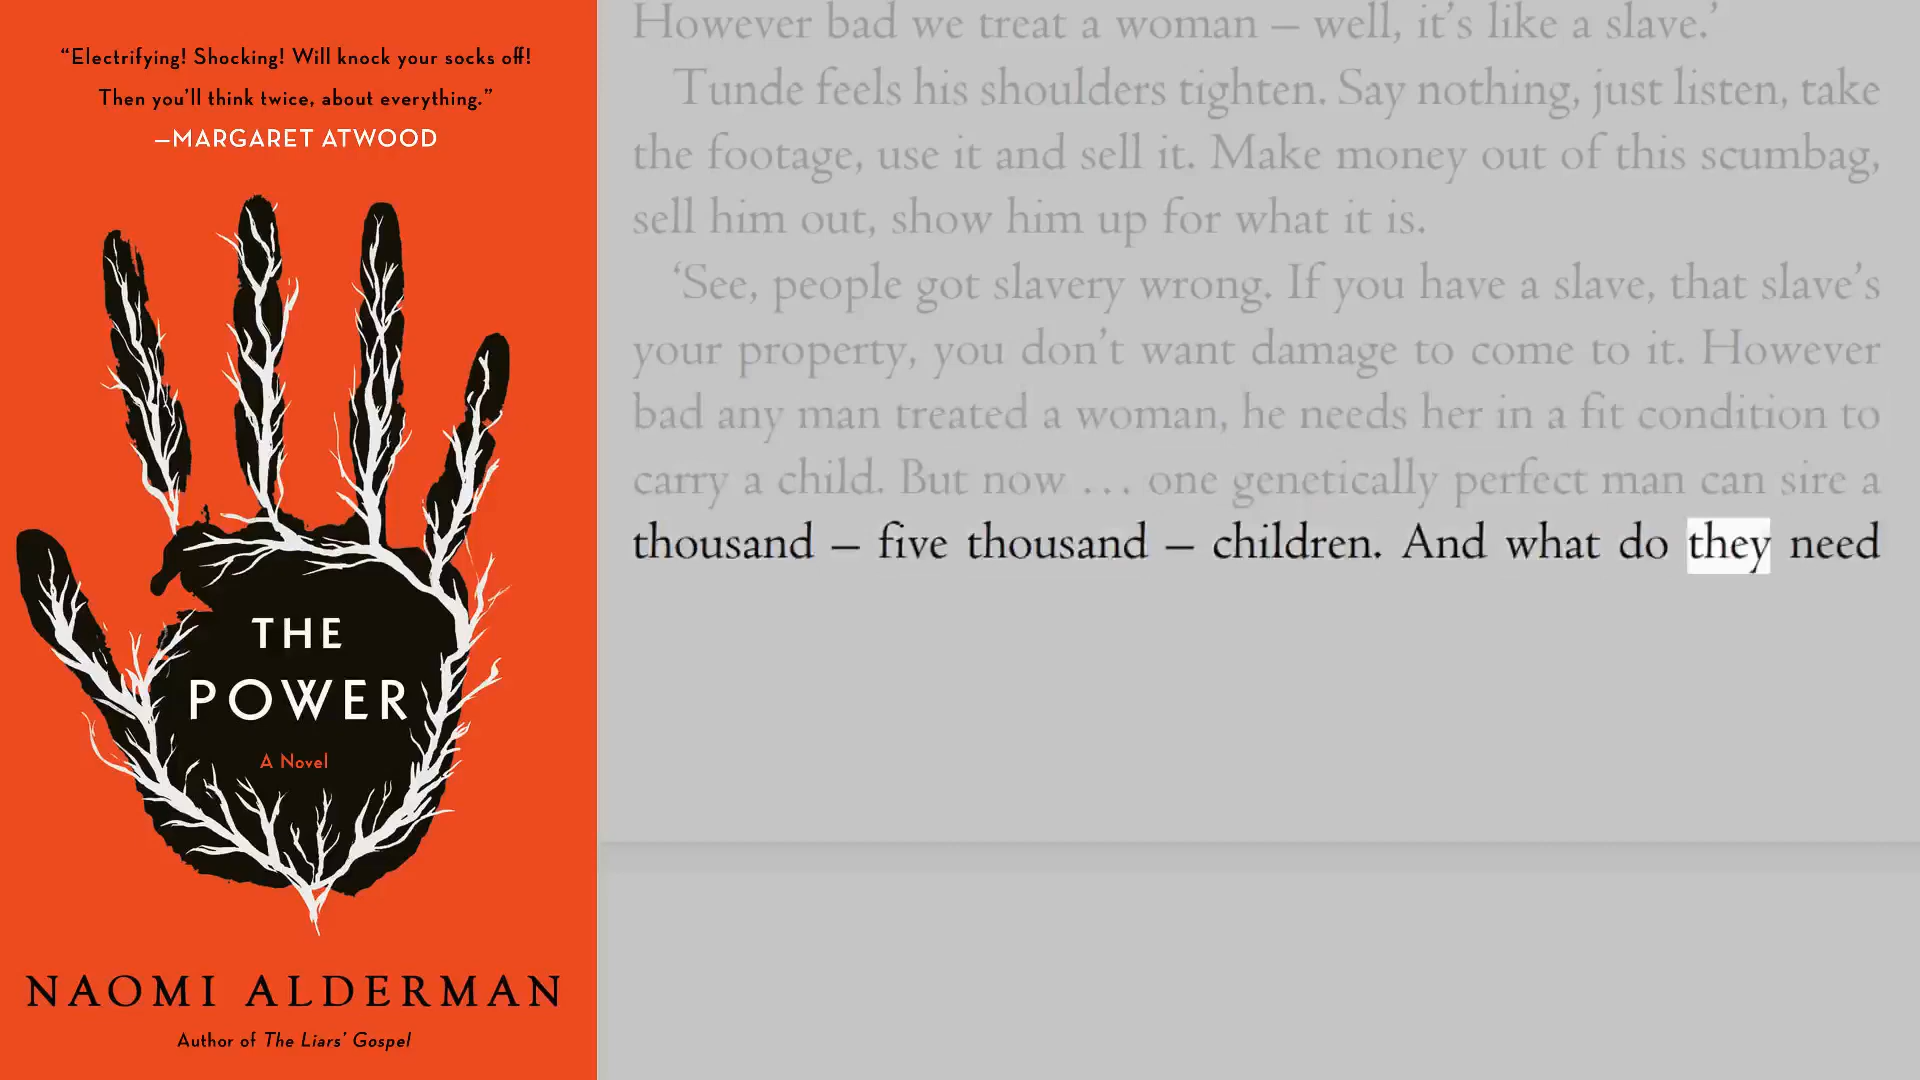 “Electrifying! Shocking! Will knock your socks off!
Then you’ll think twice, about everything.”
—MARGARET ATWOOD
THE
POWER
A Novel
NAOMI ALDERMAN
Author of The Liars’ Gospel
However bad we treat a woman – well, it’s like a slave.’
Tunde feels his shoulders tighten. Say nothing, just listen, take
the footage, use it and sell it. Make money out of this scumbag,
sell him out, show him up for what it is.
‘See, people got slavery wrong. If you have a slave, that slave’s
your property, you don’t want damage to come to it. However
bad any man treated a woman, he needs her in a fit condition to
carry a child. But now … one genetically perfect man can sire a
thousand – five thousand – children. And what do they need